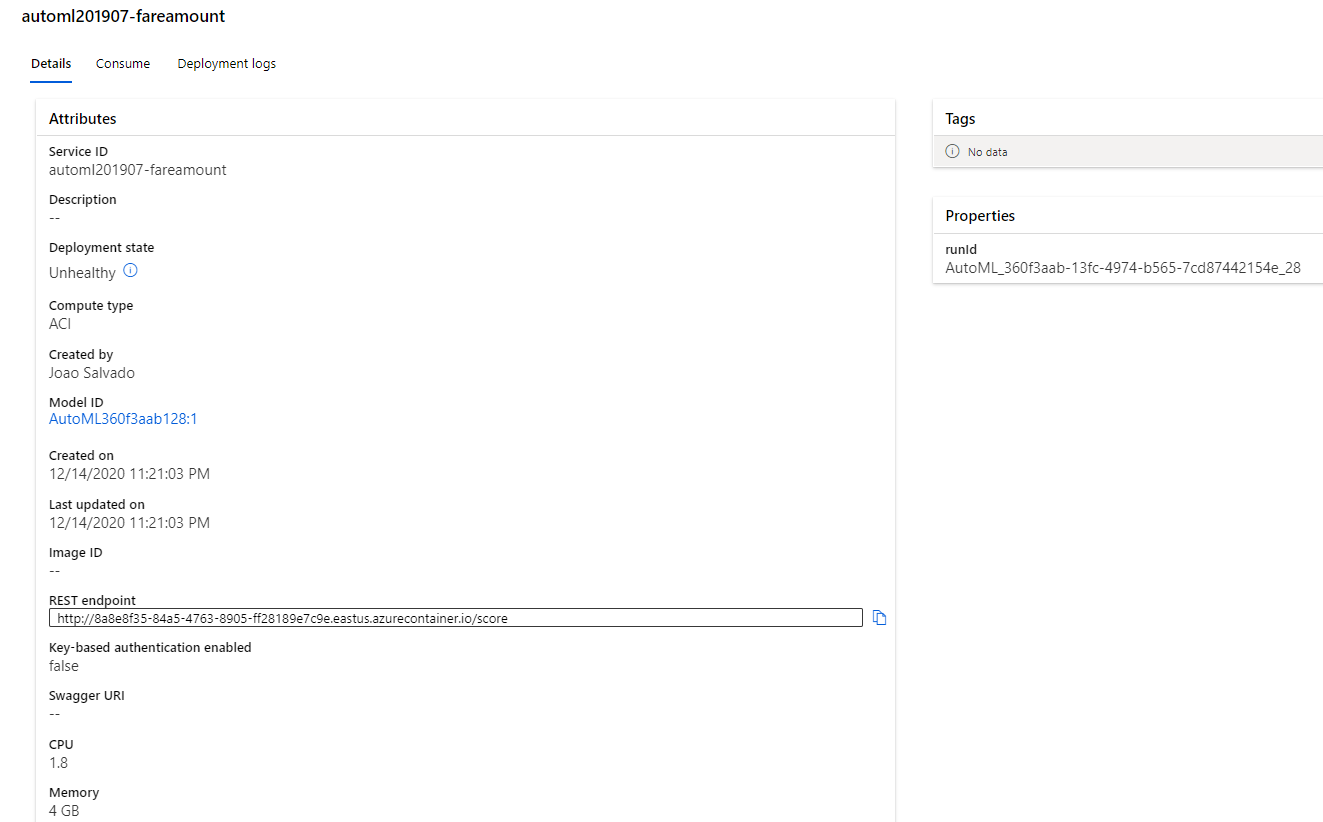 automl201907-fareamount
Details
Consume
Deployment logs
Attributes
Service ID
automl201907-fareamount
Description
--
Deployment state
Unhealthy
Compute type
ACI
Created by
Joao Salvado
Model ID
AutoML360f3aab128:1
Created on
12/14/2020 11:21:03 PM
Last updated on
12/14/2020 11:21:03 PM
Image ID
--
REST endpoint
http://8a8e8f35-84a5-4763-8905-ff28189e7c9e.eastus.azurecontainer.io/score
Key-based authentication enabled
false
Swagger URI
--
CPU
1.8
Memory
4 GB
Tags
No data
Properties
runId
AutoML_360f3aab-13fc-4974-b565-7cd87442154e_28